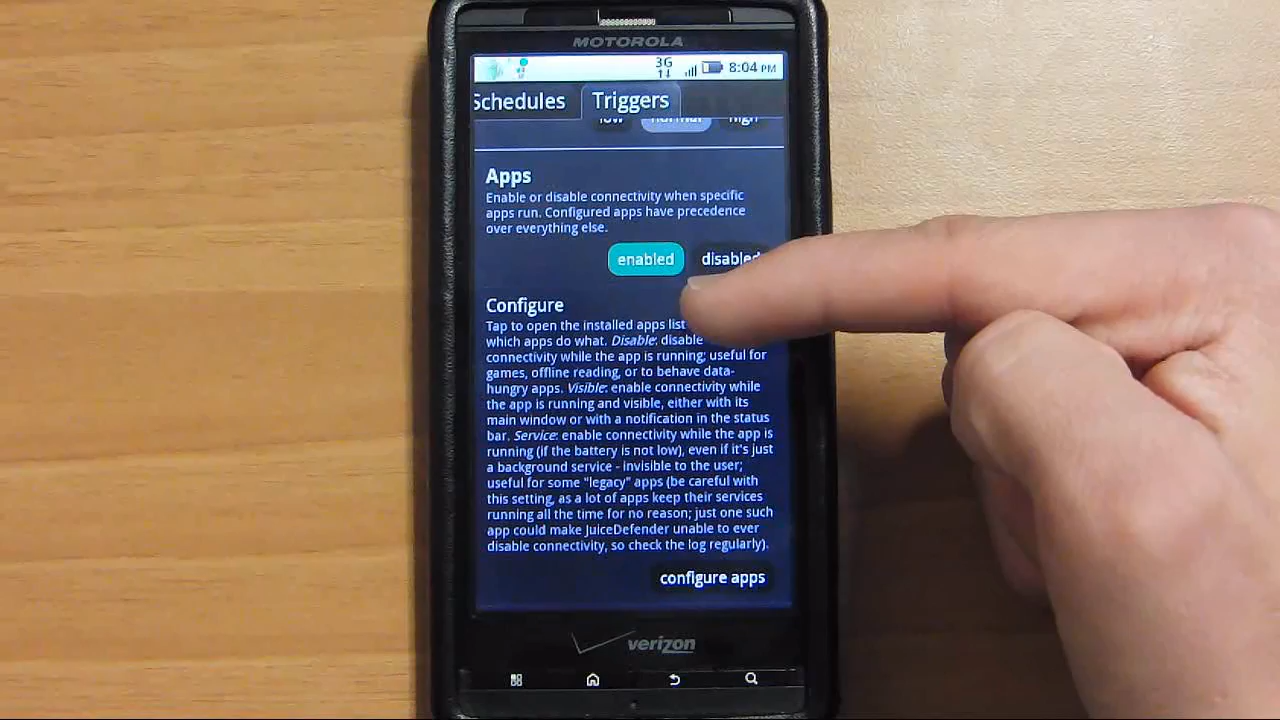 MOTOROLA
3G
8:04 PM
Schedules Triggers
low normal high
Apps
Enable or disable connectivity when specific
apps run. Configured apps have precedence
over everything else.
enabled disabled
Configure
Tap to open the installed apps list
which apps do what. Disable: disable
connectivity while the app is running; useful for
games, offline reading, or to behave data-
hungry apps. Visible: enable connectivity while
the app is running and visible, either with its
main window or with a notification in the status
bar. Service: enable connectivity while the app is
running (if the battery is not low), even if it's just
a background service - invisible to the user;
useful for some "legacy" apps (be careful with
this setting, as a lot of apps keep their services
running all the time for no reason; just one such
app could make JuiceDefender unable to ever
disable connectivity, so check the log regularly).
configure apps
verizon